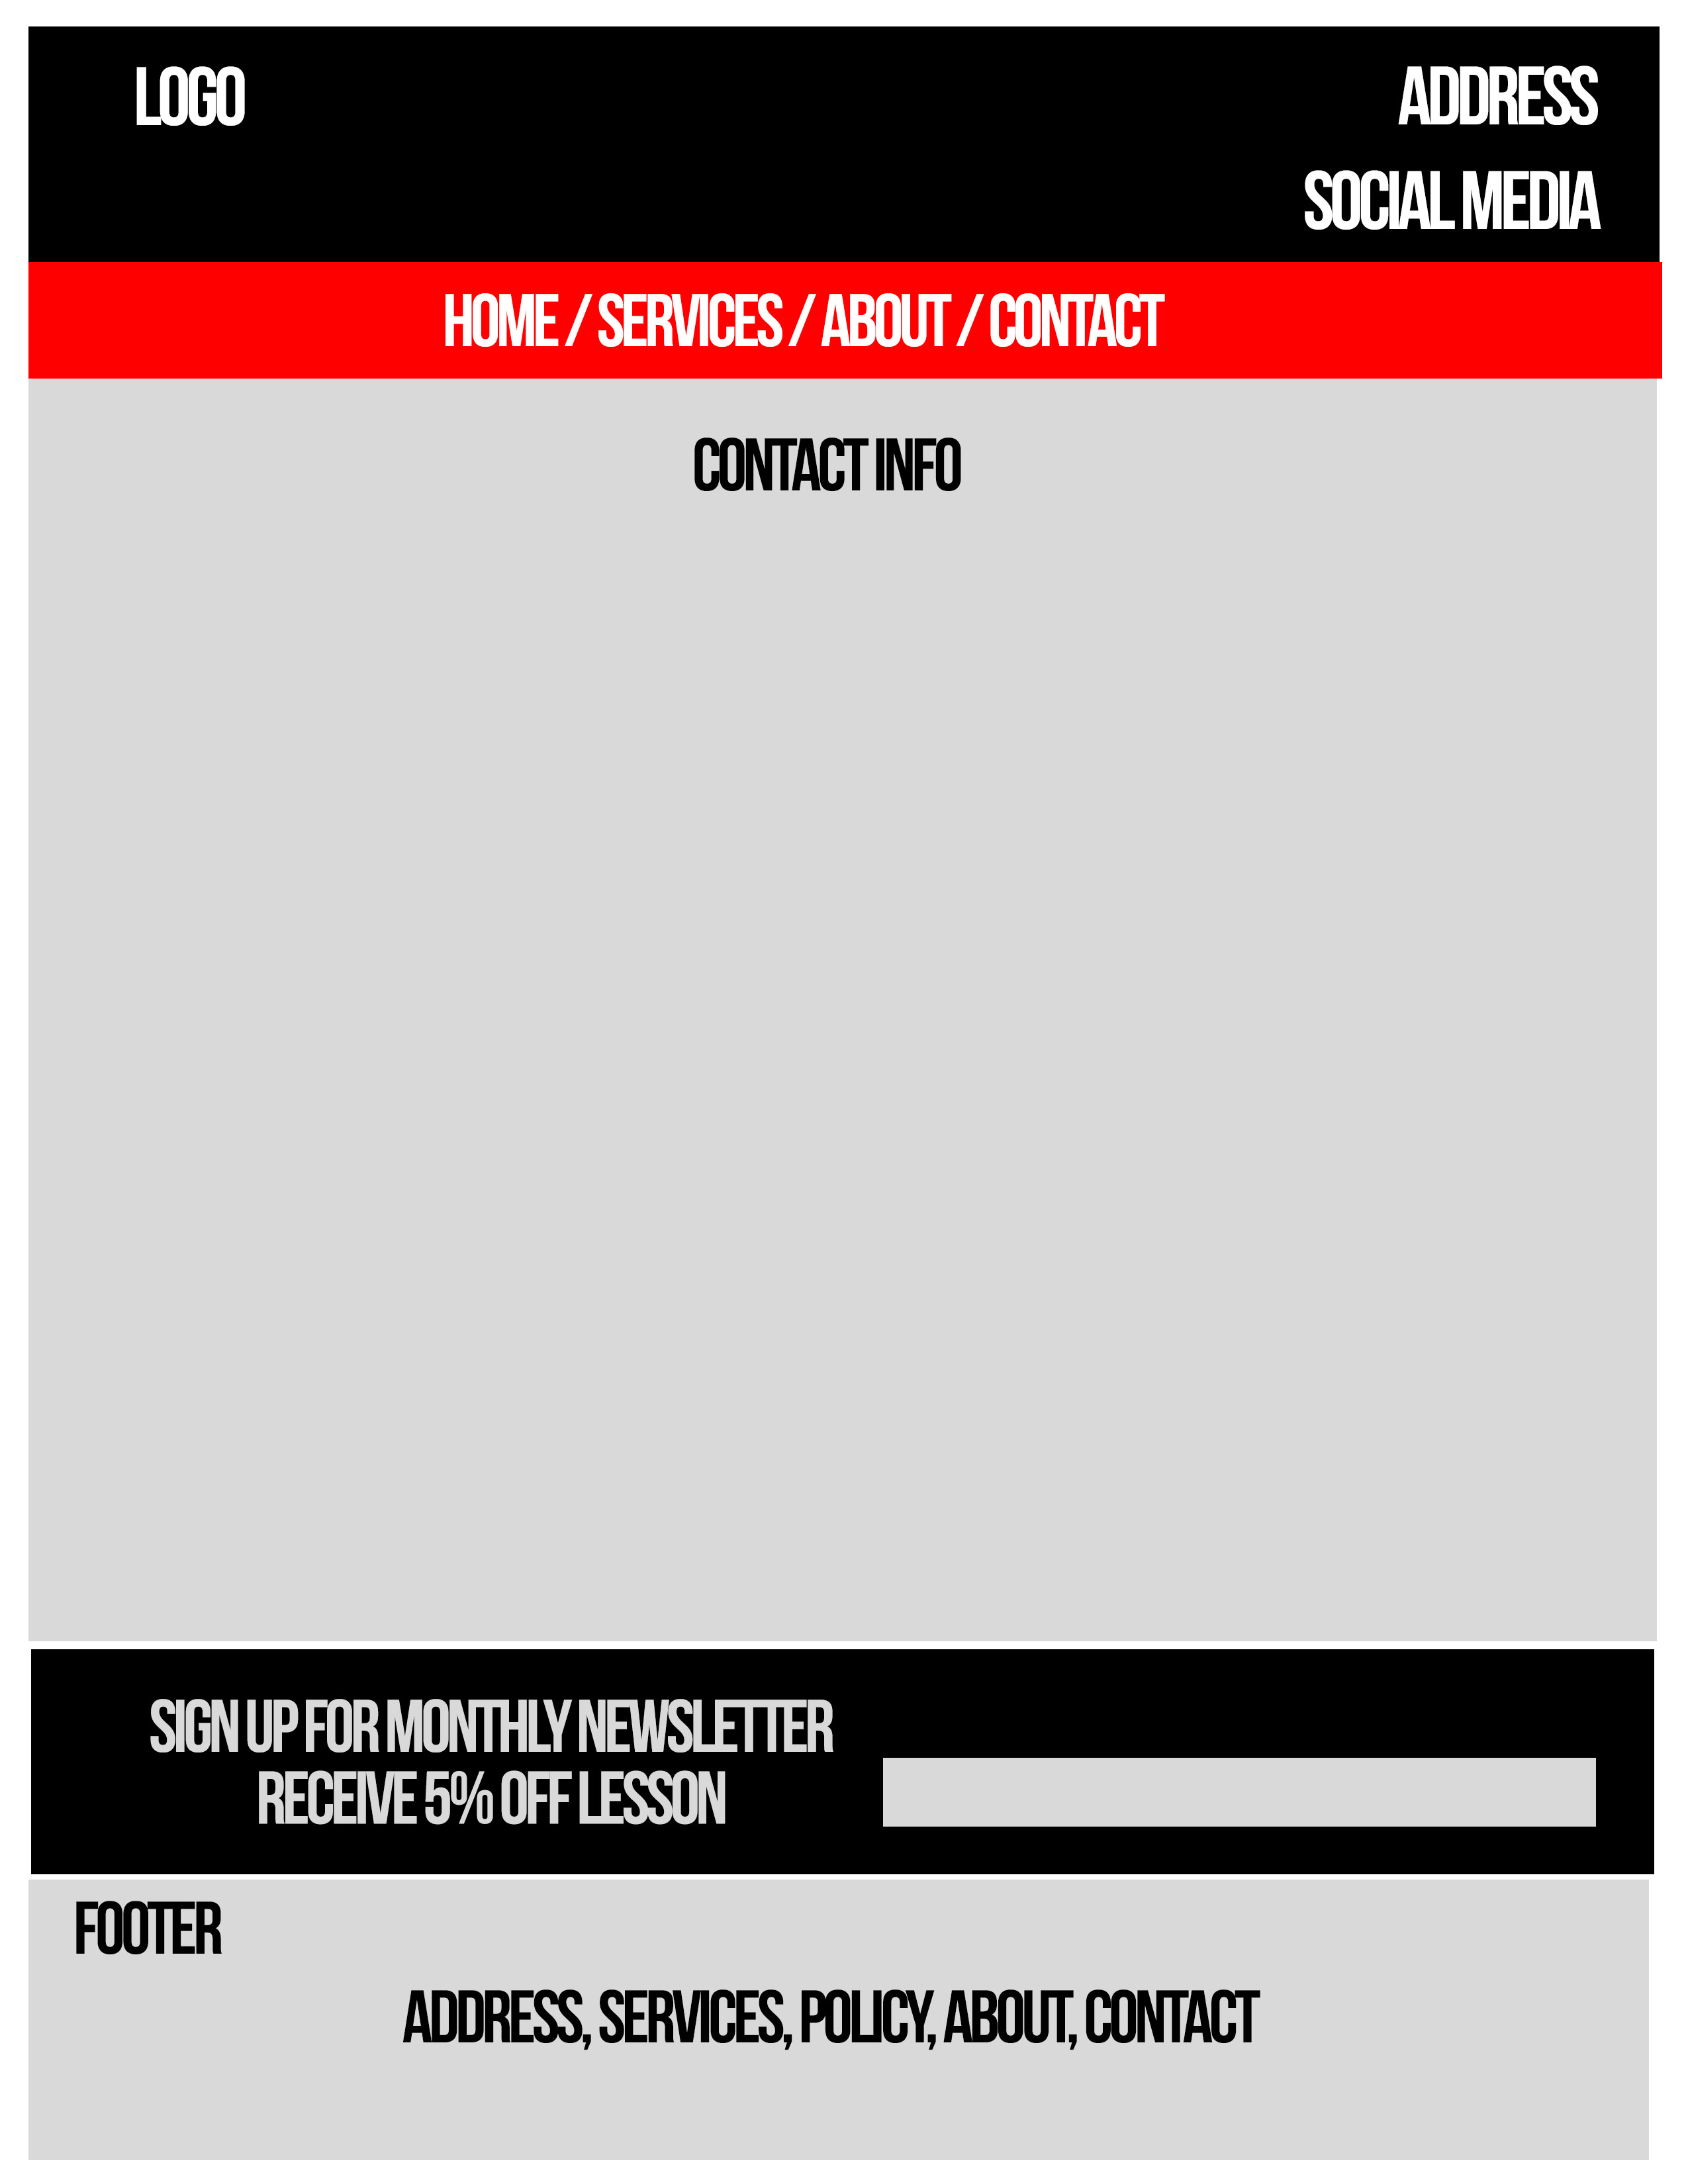 LOGO
ADDRESS
SOCIAL MEDIA
HOME / SERVICES / ABOUT / CONTACT
CONTACT INFO
SIGN UP FOR MONTHLY NEWSLETTER
RECEIVE 5% OFF LESSON
FOOTER
ADDRESS, SERVICES, POLICY, ABOUT, CONTACT